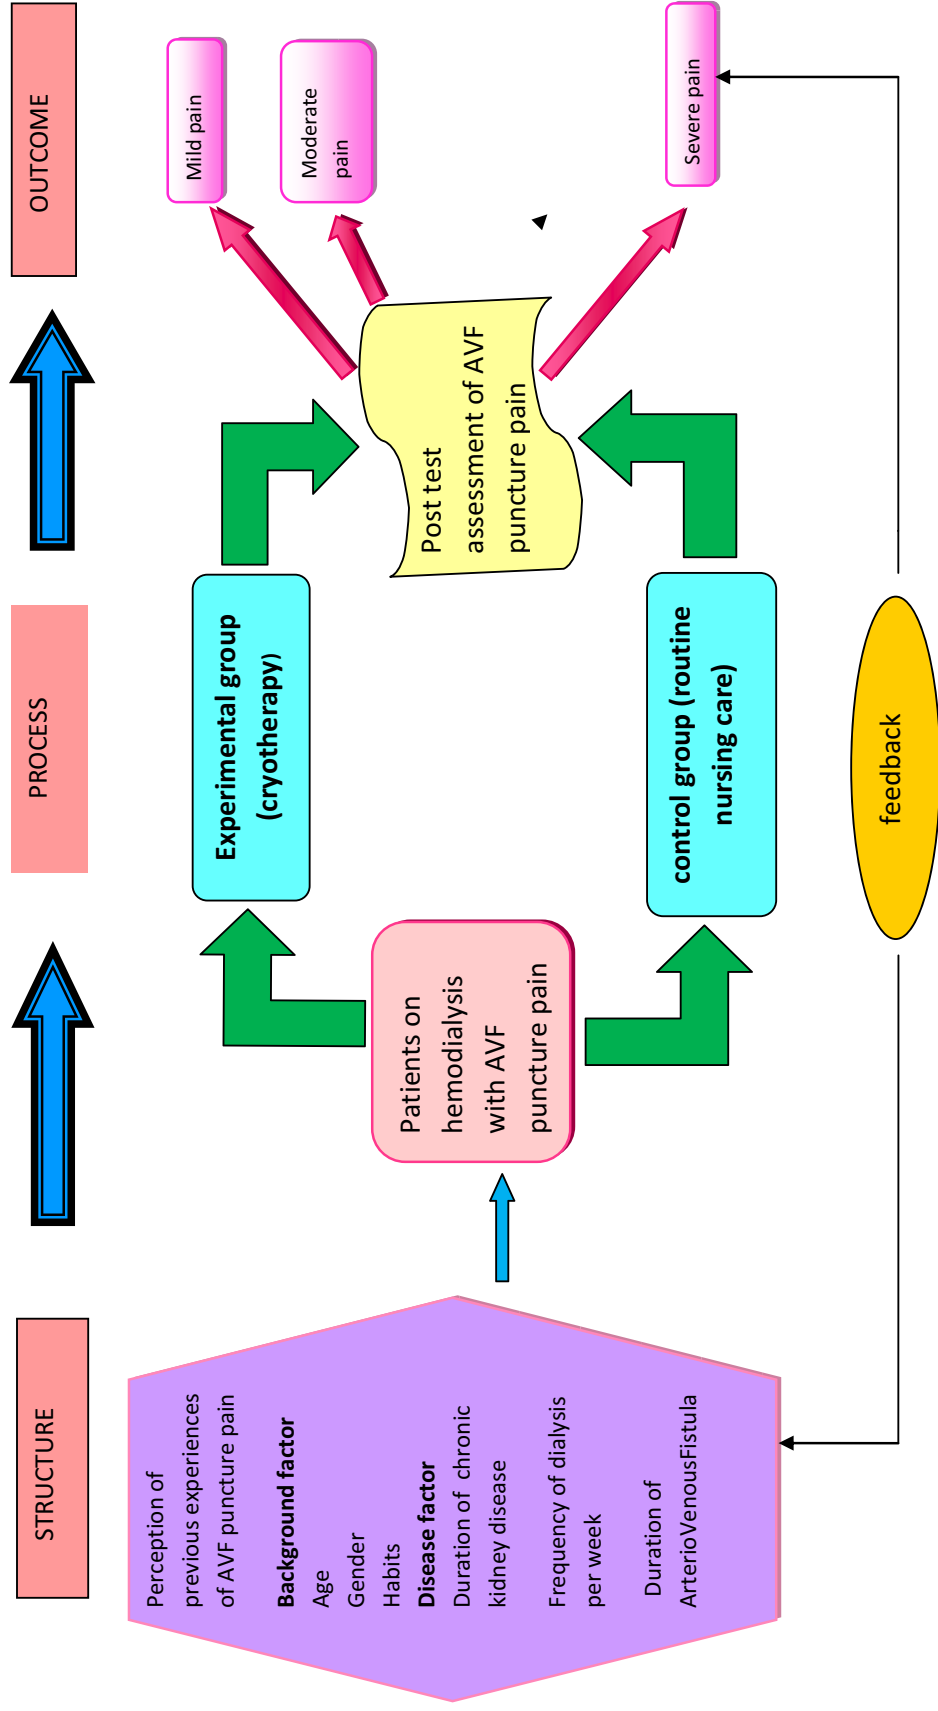 STRUCTURE
PROCESS
OUTCOME
Perception of
previous experiences
of AVF puncture pain
Background factor
Age
Gender
Habits
Disease factor
Duration of chronic
kidney disease
Frequency of dialysis
per week
Duration of
ArterioVenousFistula
Patients on
hemodialysis
with AVF
puncture pain
Experimental group
(cryotherapy)
control group (routine
nursing care)
Post test
assessment of AVF
puncture pain
Mild pain
Moderate
pain
Severe pain
feedback